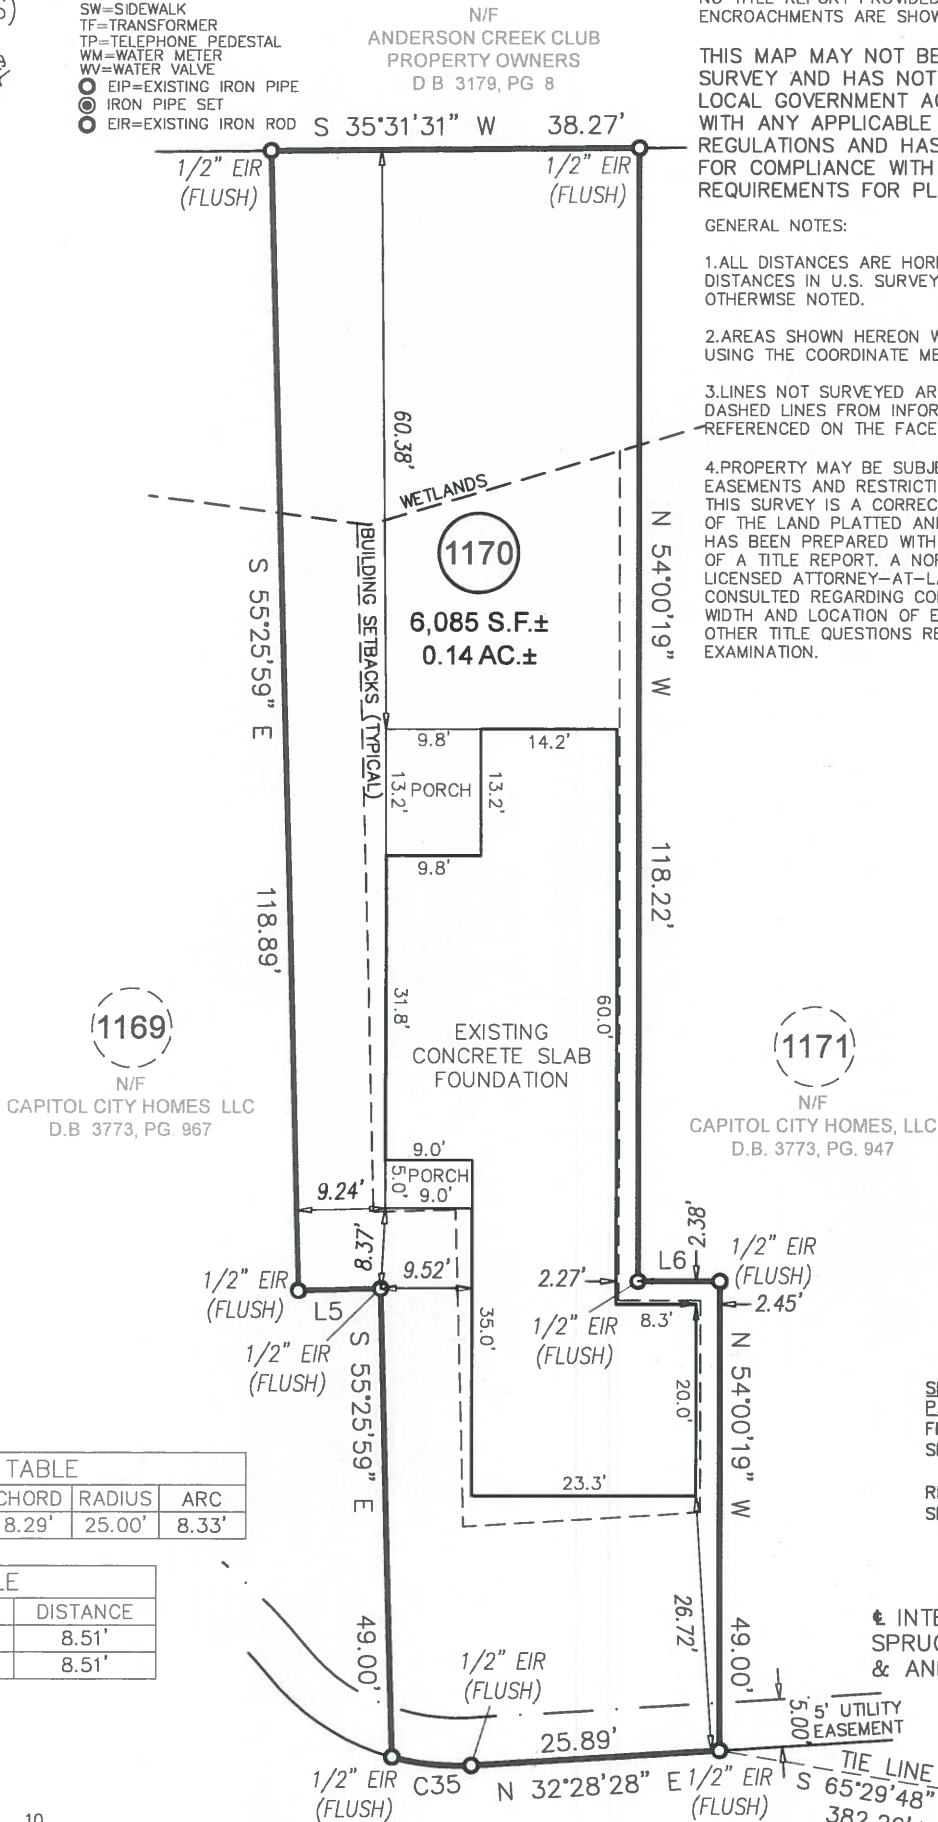 SW=SIDEWALK
TF=TRANSFORMER
TP=TELEPHONE PEDESTAL
WM=WATER METER
WV=WATER VALVE
EIP=EXISTING IRON PIPE
IRON PIPE SET
EIR=EXISTING IRON ROD
N/F
ANDERSON CREEK CLUB
PROPERTY OWNERS
D B 3179, PG 8
ENCROACHMENTS ARE SHOW
THIS MAP MAY NOT BE
SURVEY AND HAS NOT
LOCAL GOVERNMENT AG
WITH ANY APPLICABLE
REGULATIONS AND HAS
FOR COMPLIANCE WITH
REQUIREMENTS FOR PL
GENERAL NOTES:
1.ALL DISTANCES ARE HORI
DISTANCES IN U.S. SURVEY
OTHERWISE NOTED.
2.AREAS SHOWN HEREON W
USING THE COORDINATE ME
3.LINES NOT SURVEYED AR
DASHED LINES FROM INFOR
REFERENCED ON THE FACE
4.PROPERTY MAY BE SUBJE
EASEMENTS AND RESTRICTI
THIS SURVEY IS A CORREC
OF THE LAND PLATTED AN
HAS BEEN PREPARED WITH
OF A TITLE REPORT. A NOR
LICENSED ATTORNEY-AT-LA
CONSULTED REGARDING CO
WIDTH AND LOCATION OF E
OTHER TITLE QUESTIONS RE
EXAMINATION.
S 35°31'31" W 38.27'
1/2" EIR
(FLUSH)
1/2" EIR
(FLUSH)
60.38'
WETLANDS
1170
6,085 S.F.±
0.14 AC.±
BUILDING SETBACKS (TYPICAL)
S 55°25'59" E
118.89'
N 54°00'19" W
118.22'
9.8'
14.2'
13.2'
PORCH
13.2'
9.8'
31.8'
60.0'
EXISTING
CONCRETE SLAB
FOUNDATION
1169
N/F
CAPITOL CITY HOMES LLC
D.B 3773, PG. 967
1171
N/F
CAPITOL CITY HOMES, LLC
D.B. 3773, PG. 947
9.0'
5.0'
PORCH
9.0'
9.24'
8.37'
9.52'
2.27'
L6
2.38'
1/2" EIR
(FLUSH)
2.45'
1/2" EIR
(FLUSH)
L5
1/2" EIR
(FLUSH)
1/2" EIR
(FLUSH)
8.3'
35.0'
20.0'
23.3'
S 55°25'59" E
49.00'
N 54°00'19" W
49.00'
26.72'
TABLE
CHORD RADIUS ARC
8.29' 25.00' 8.33'
LE
DISTANCE
8.51'
8.51'
1/2" EIR
(FLUSH)
25.89'
1/2" EIR
(FLUSH)
C35
N 32°28'28" E
1/2" EIR
(FLUSH)
5.00'
5' UTILITY
EASEMENT
TIE LINE
S 65°29'48"
℄ INTE
SPRUC
& AN
10